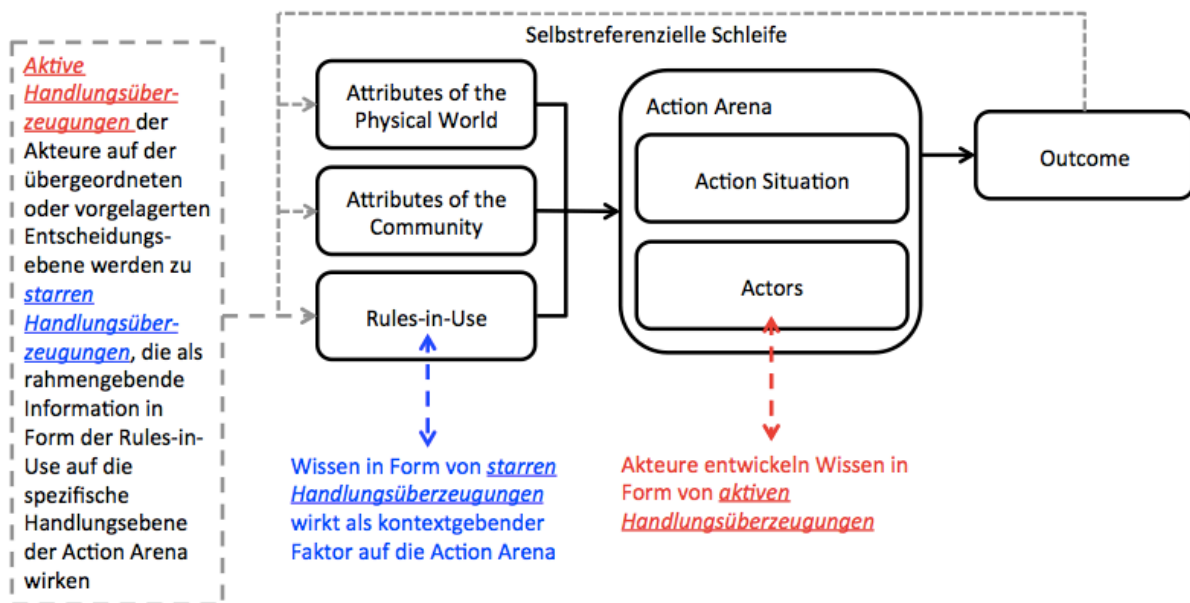 Aktive
Handlungsüber-
zeugungen der
Akteure auf der
übergeordneten
oder vorgelagerten
Entscheidungs-
ebene werden zu
starren
Handlungsüber-
zeugungen, die als
rahmengebende
Information in
Form der Rules-in-
Use auf die
spezifische
Handlungsebene
der Action Arena
wirken
Selbstreferenzielle Schleife
Attributes of the
Physical World
Attributes of the
Community
Rules-in-Use
Action Arena
Action Situation
Actors
Outcome
Wissen in Form von starren
Handlungsüberzeugungen
wirkt als kontextgebender
Faktor auf die Action Arena
Akteure entwickeln Wissen in
Form von aktiven
Handlungsüberzeugungen